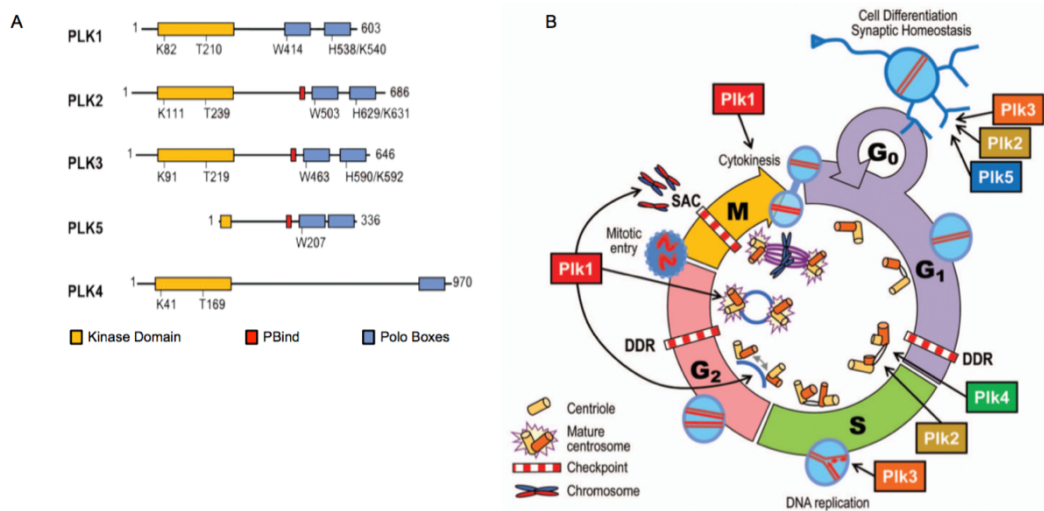 A
PLK1
1
603
K82
T210
W414
H538/K540
PLK2
1
686
K111
T239
W503
H629/K631
PLK3
1
646
K91
T219
W463
H590/K592
PLK5
1
336
W207
PLK4
1
970
K41
T169
Kinase Domain
PBind
Polo Boxes
B
Cell Differentiation
Synaptic Homeostasis
Plk1
Plk3
Plk2
Plk5
G0
Cytokinesis
SAC
M
Mitotic
entry
Plk1
G1
DDR
G2
DDR
Plk4
S
Plk2
Plk3
DNA replication
Centriole
Mature
centrosome
Checkpoint
Chromosome